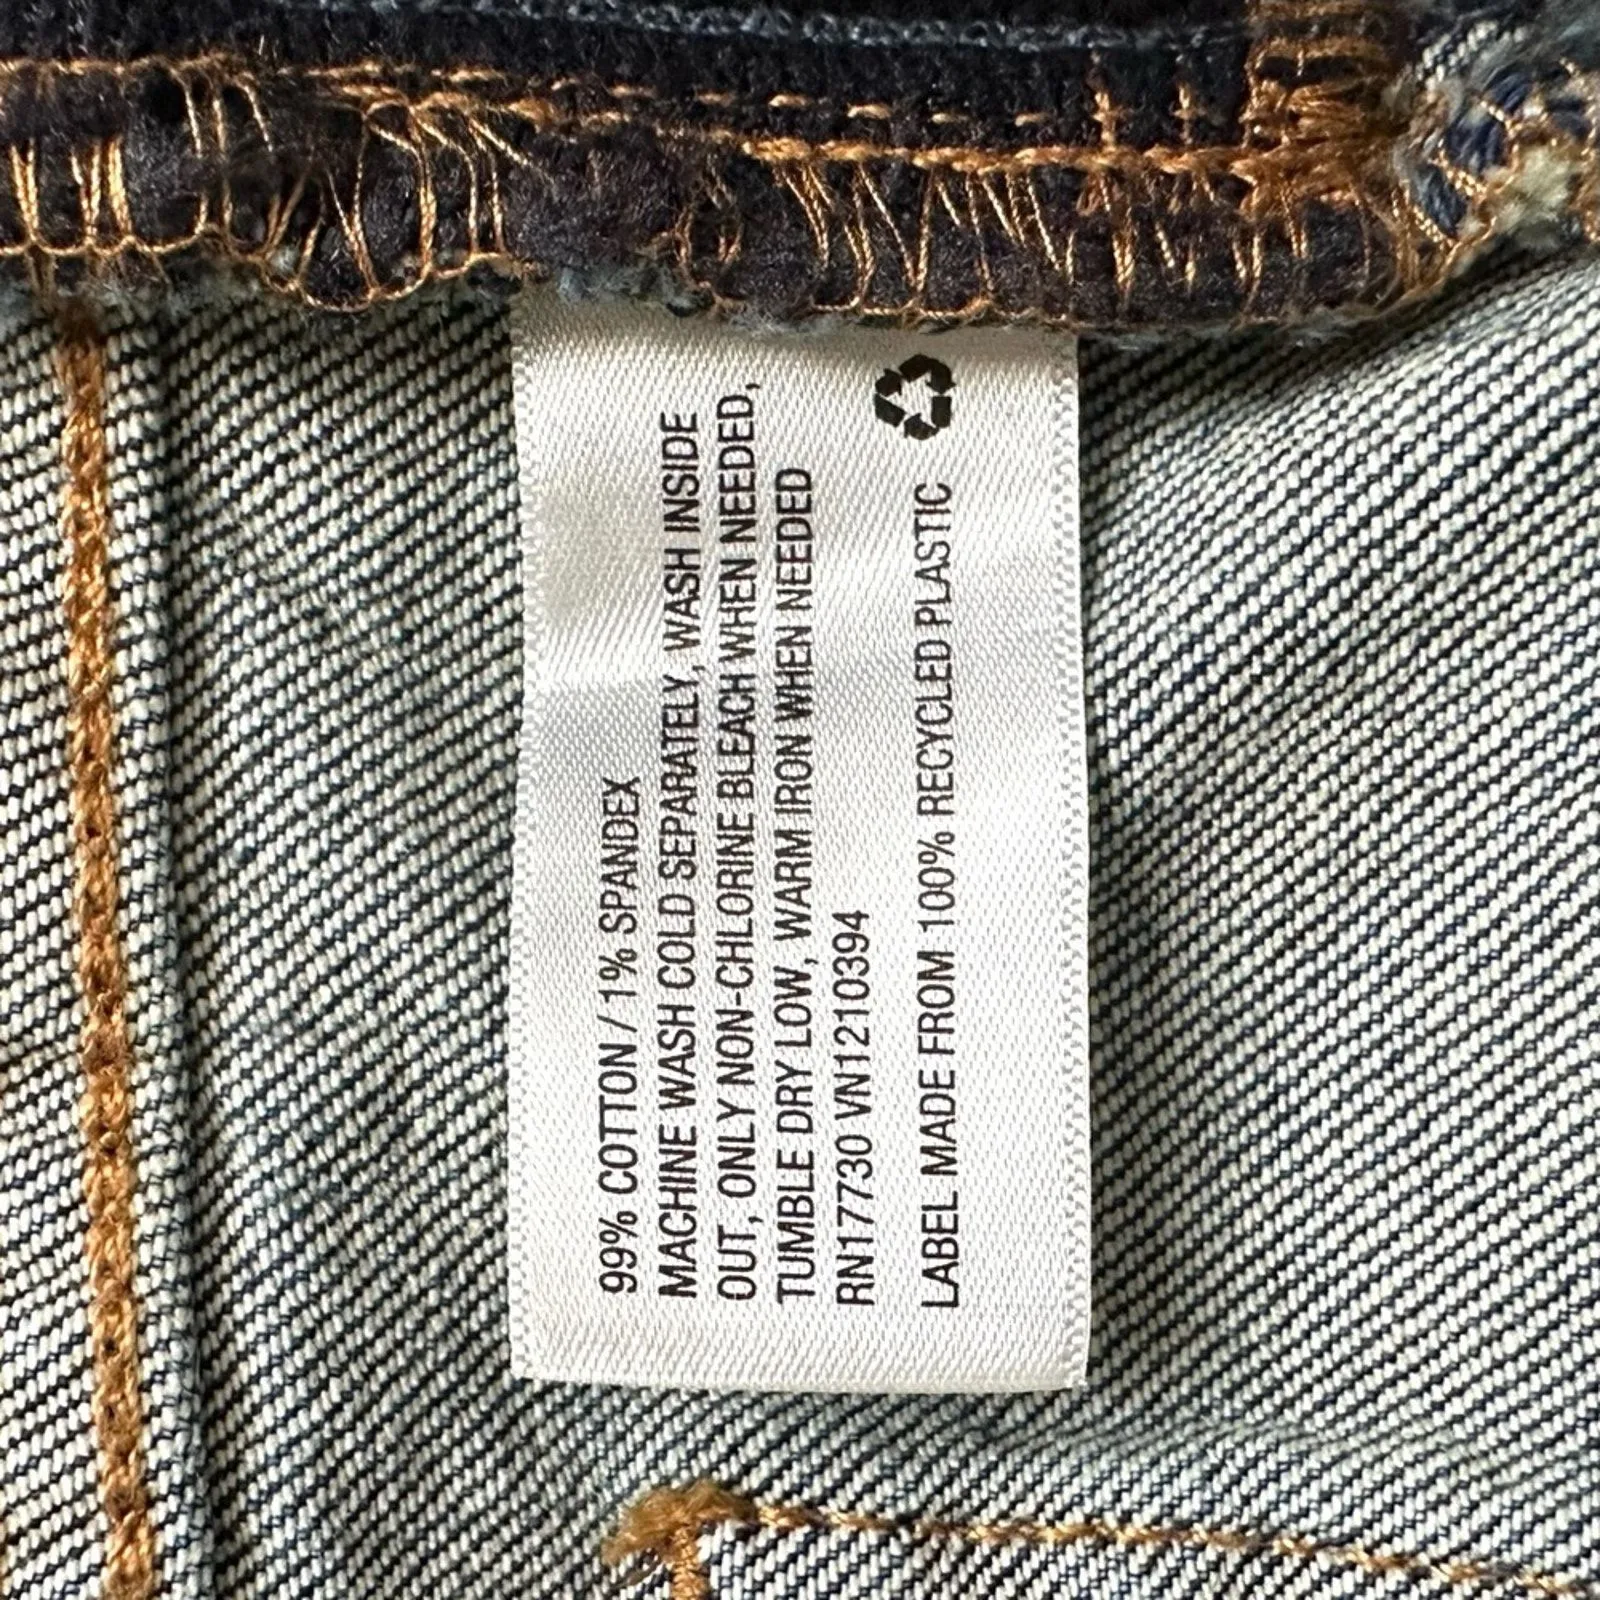 99% COTTON / 1% SPANDEX
MACHINE WASH COLD SEPARATELY, WASH INSIDE
OUT, ONLY NON-CHLORINE BLEACH WHEN NEEDED,
TUMBLE DRY LOW, WARM IRON WHEN NEEDED
RN17730 VN1210394
LABEL MADE FROM 100% RECYCLED PLASTIC